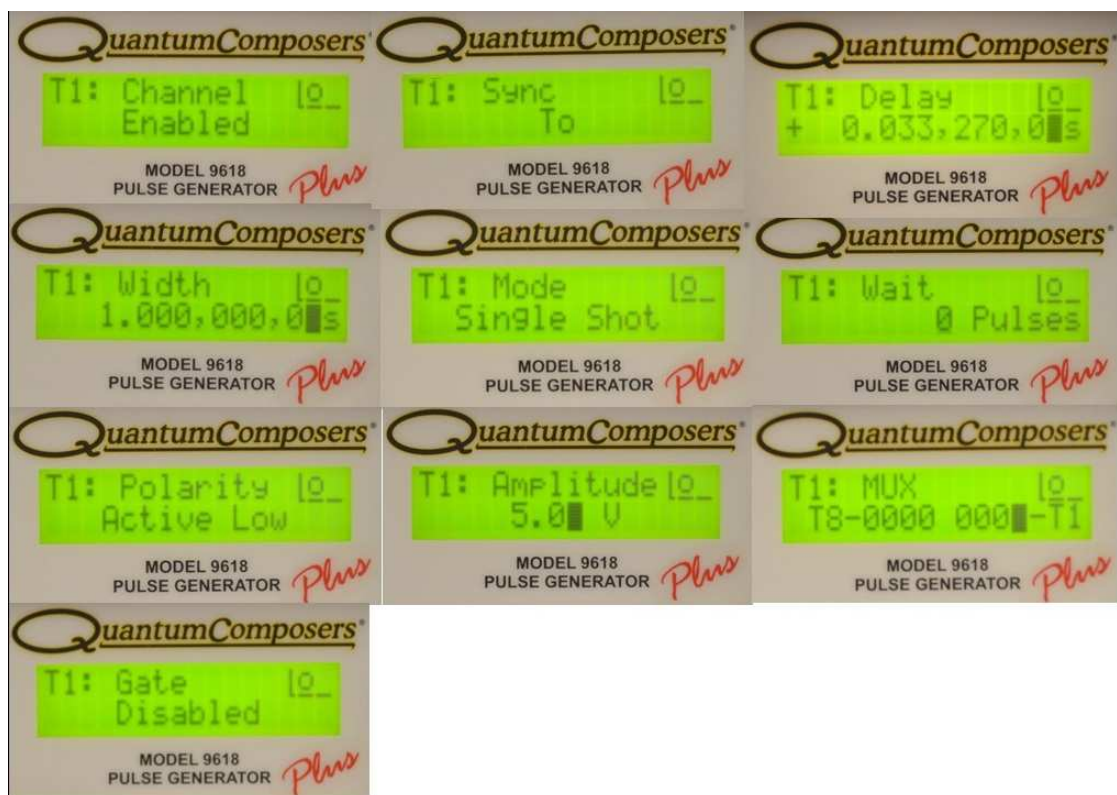 QuantumComposers
T1: Channel
Enabled
MODEL 9618
PULSE GENERATOR Plus
QuantumComposers
T1: Sync
To
MODEL 9618
PULSE GENERATOR Plus
QuantumComposers
T1: Delay
+ 0.033,270,0 s
MODEL 9618
PULSE GENERATOR Plus
QuantumComposers
T1: Width
1.000,000,0 s
MODEL 9618
PULSE GENERATOR Plus
QuantumComposers
T1: Mode
Single Shot
MODEL 9618
PULSE GENERATOR Plus
QuantumComposers
T1: Wait
0 Pulses
MODEL 9618
PULSE GENERATOR Plus
QuantumComposers
T1: Polarity
Active Low
MODEL 9618
PULSE GENERATOR Plus
QuantumComposers
T1: Amplitude
5.0 V
MODEL 9618
PULSE GENERATOR Plus
QuantumComposers
T1: MUX
T8-0000 000 -T1
MODEL 9618
PULSE GENERATOR Plus
QuantumComposers
T1: Gate
Disabled
MODEL 9618
PULSE GENERATOR Plus